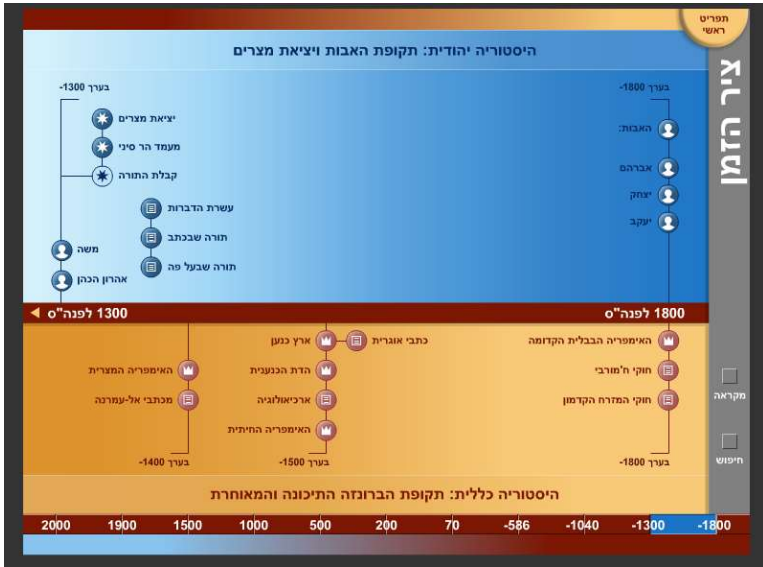 תפריט
ראשי
ציר הזמן
היסטוריה יהודית: תקופת האבות ויציאת מצרים
בערך 1800-
האבות:
אברהם
יצחק
יעקב
בערך 1300-
יציאת מצרים
מעמד הר סיני
קבלת התורה
עשרת הדברות
תורה שבכתב
תורה שבעל פה
משה
אהרון הכהן
1800 לפנה"ס
1300 לפנה"ס
האימפריה הבבלית הקדומה
חוקי ח'מורבי
חוקי המזרח הקדמון
בערך 1800-
כתבי אוגרית
ארץ כנען
הדת הכנענית
ארכיאולוגיה
האימפריה החיתית
בערך 1500-
האימפריה המצרית
מכתבי אל-עמרנה
בערך 1400-
מקראה
חיפוש
היסטוריה כללית: תקופת הברונזה התיכונה והמאוחרת
2000 1900 1500 1000 500 200 70 -586 -1040 -1300 -1800